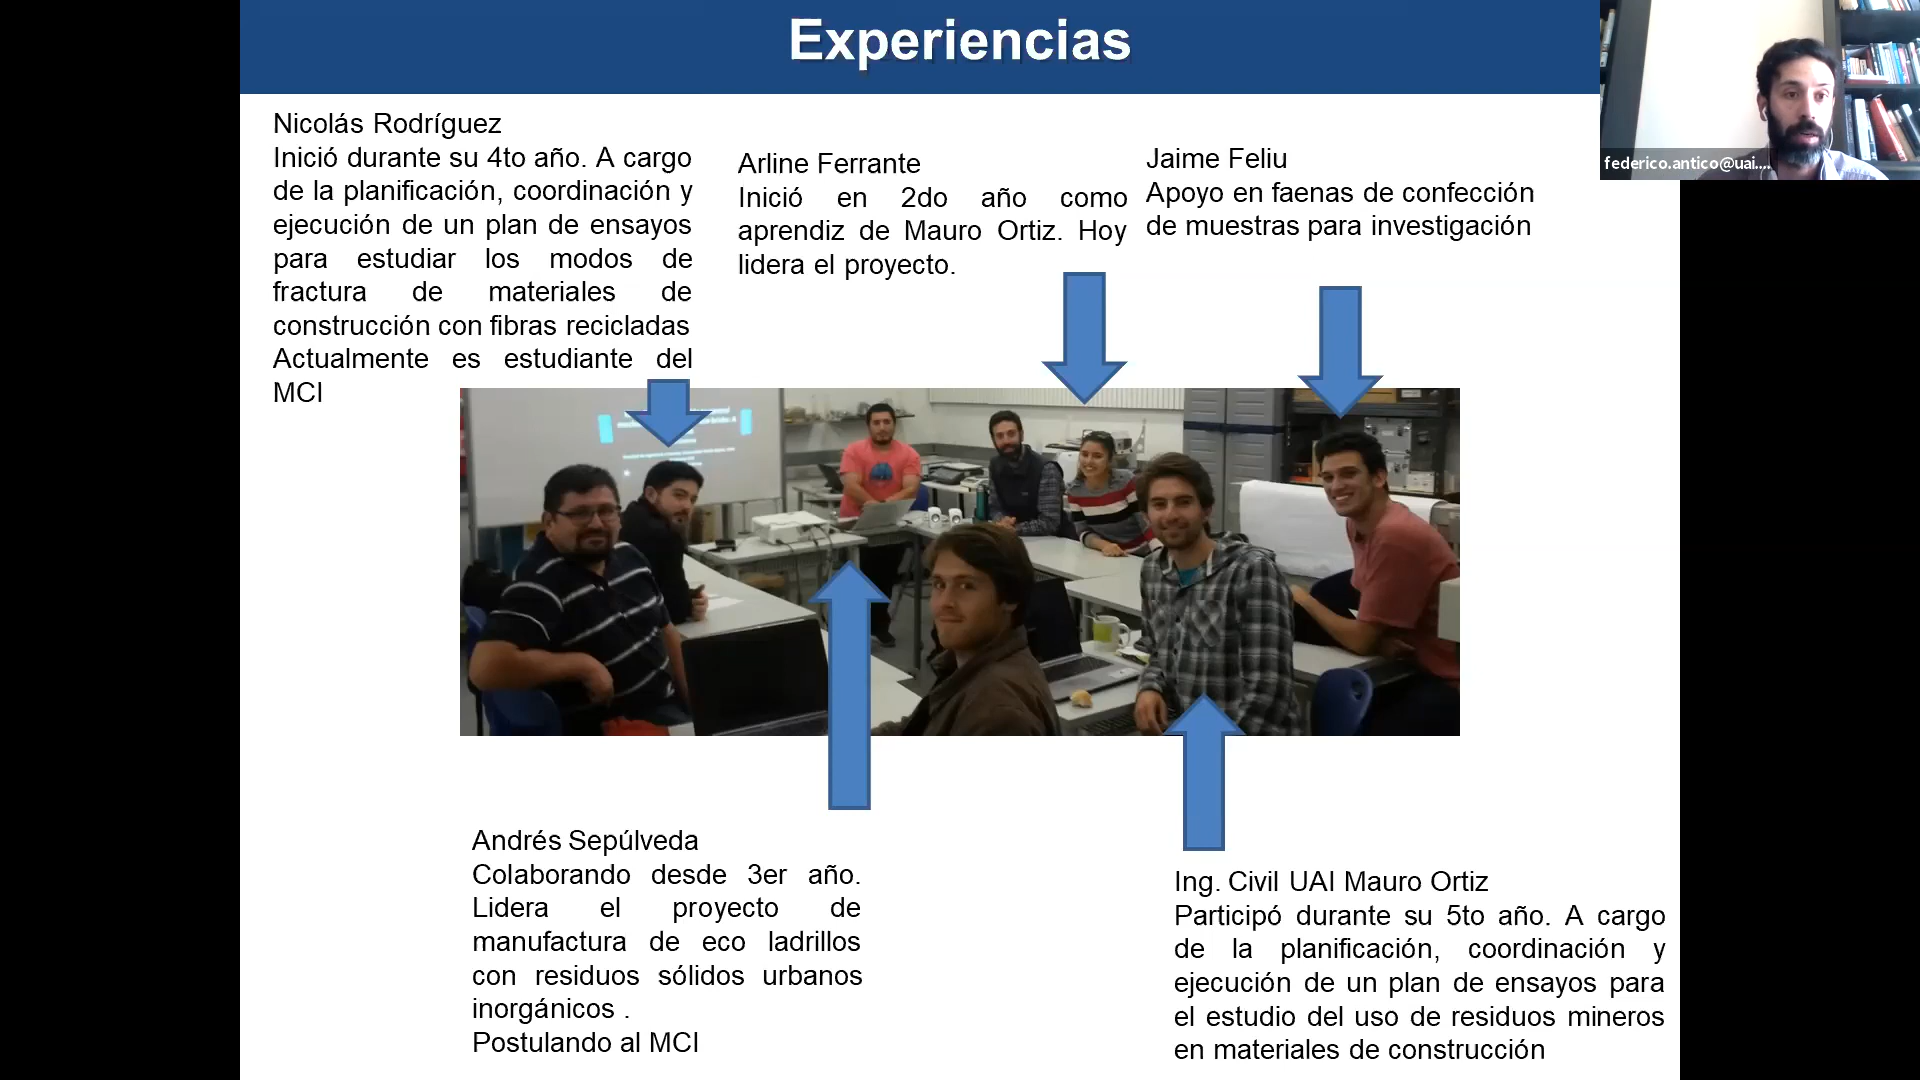 Experiencias
federico.antico@uai....
Nicolás Rodríguez
Inició durante su 4to año. A cargo
de la planificación, coordinación y
ejecución de un plan de ensayos
para estudiar los modos de
fractura de materiales de
construcción con fibras recicladas
Actualmente es estudiante del
MCI
Arline Ferrante
Inició en 2do año como
aprendiz de Mauro Ortiz. Hoy
lidera el proyecto.
Jaime Feliu
Apoyo en faenas de confección
de muestras para investigación
Andrés Sepúlveda
Colaborando desde 3er año.
Lidera el proyecto de
manufactura de eco ladrillos
con residuos sólidos urbanos
inorgánicos .
Postulando al MCI
Ing. Civil UAI Mauro Ortiz
Participó durante su 5to año. A cargo
de la planificación, coordinación y
ejecución de un plan de ensayos para
el estudio del uso de residuos mineros
en materiales de construcción